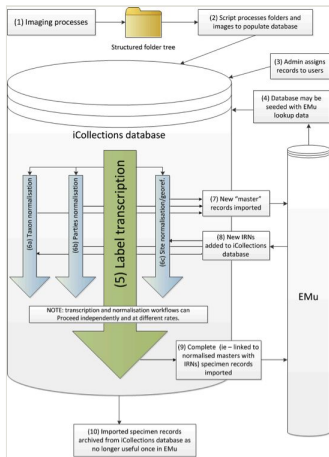 (1) Imaging processes
Structured folder tree
(2) Script processes folders and
images to populate database
(3) Admin assigns
records to users
(4) Database may be
seeded with EMu
lookup data
iCollections database
(5) Label transcription
(6a) Taxon normalisation
(6b) Parties normalisation
(6c) Site normalisation/georef.
(7) New “master”
records imported
(8) New IRNs
added to iCollections
database
EMu
NOTE: transcription and normalisation workflows can
Proceed independently and at different rates.
(9) Complete (ie – linked to
normalised masters with
IRNs) specimen records
imported
(10) Imported specimen records
archived from iCollections database as
no longer useful once in EMu